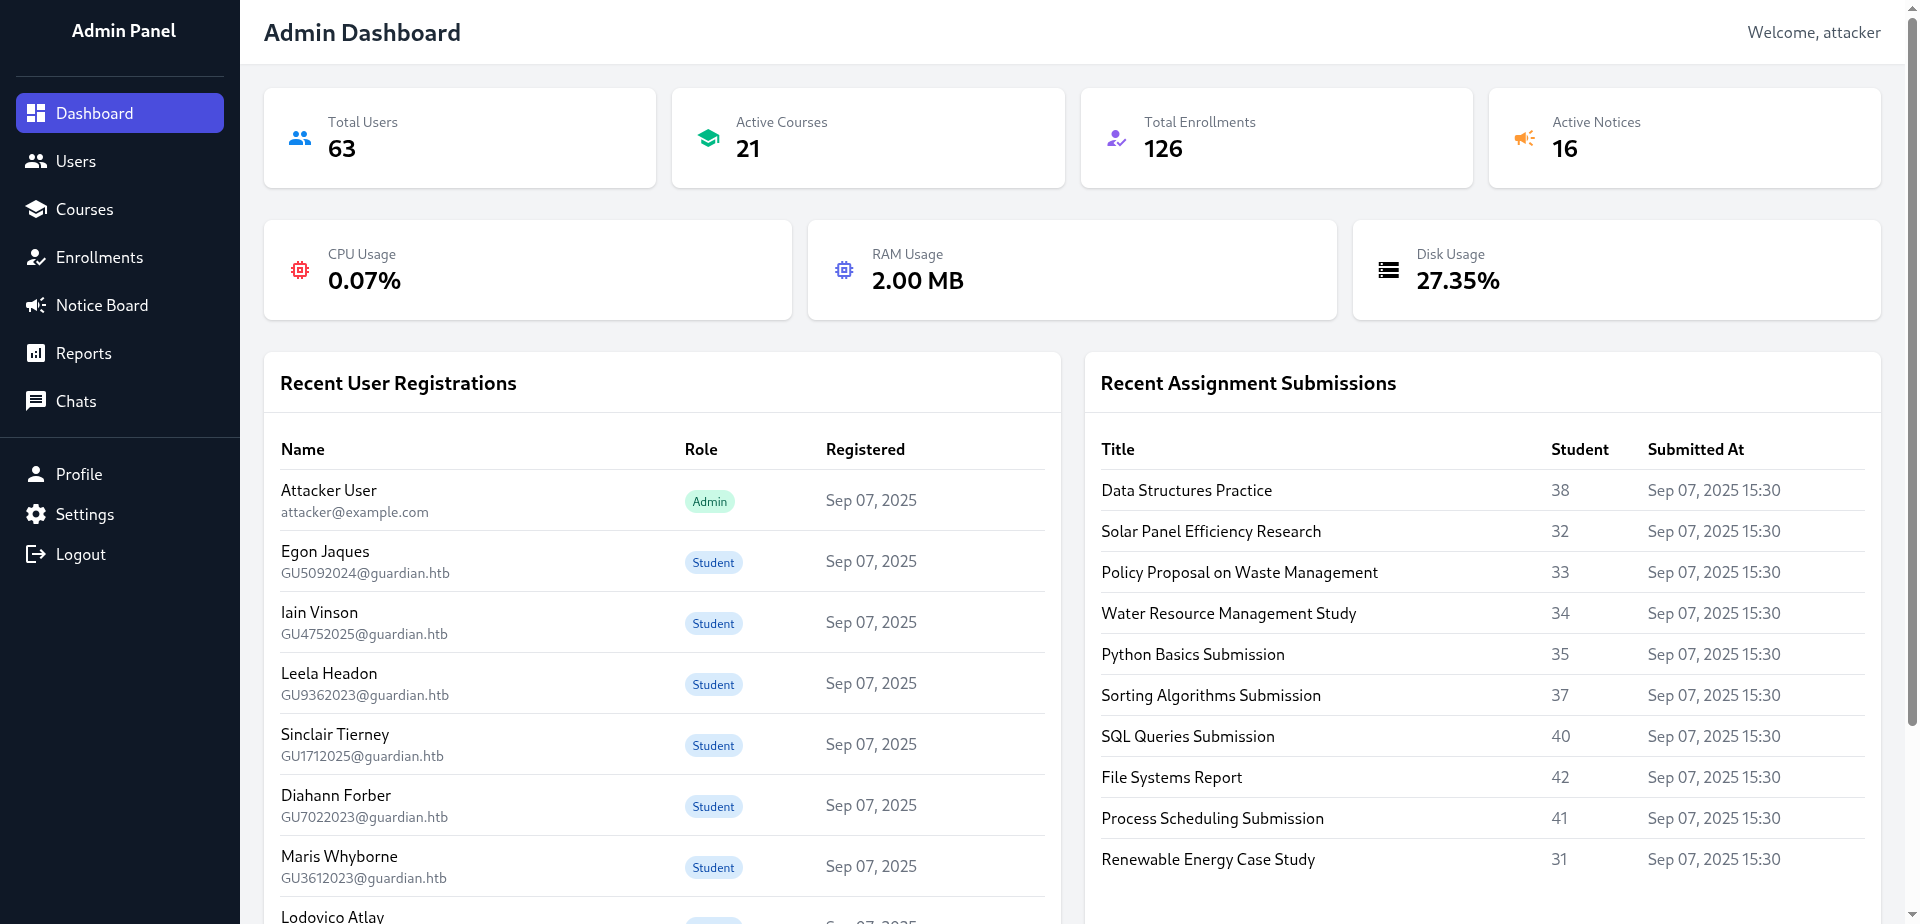 Admin Panel
Dashboard
Users
Courses
Enrollments
Notice Board
Reports
Chats
Profile
Settings
Logout
Admin Dashboard
Welcome, attacker
Total Users
63
Active Courses
21
Total Enrollments
126
Active Notices
16
CPU Usage
0.07%
RAM Usage
2.00 MB
Disk Usage
27.35%
Recent User Registrations
Name Role Registered
Attacker User
attacker@example.com
Admin
Sep 07, 2025
Egon Jaques
GU5092024@guardian.htb
Student
Sep 07, 2025
Iain Vinson
GU4752025@guardian.htb
Student
Sep 07, 2025
Leela Headon
GU9362023@guardian.htb
Student
Sep 07, 2025
Sinclair Tierney
GU1712025@guardian.htb
Student
Sep 07, 2025
Diahann Forber
GU7022023@guardian.htb
Student
Sep 07, 2025
Maris Whyborne
GU3612023@guardian.htb
Student
Sep 07, 2025
Lodovico Atlay
Sep 07, 2025
Recent Assignment Submissions
Title Student Submitted At
Data Structures Practice 38 Sep 07, 2025 15:30
Solar Panel Efficiency Research 32 Sep 07, 2025 15:30
Policy Proposal on Waste Management 33 Sep 07, 2025 15:30
Water Resource Management Study 34 Sep 07, 2025 15:30
Python Basics Submission 35 Sep 07, 2025 15:30
Sorting Algorithms Submission 37 Sep 07, 2025 15:30
SQL Queries Submission 40 Sep 07, 2025 15:30
File Systems Report 42 Sep 07, 2025 15:30
Process Scheduling Submission 41 Sep 07, 2025 15:30
Renewable Energy Case Study 31 Sep 07, 2025 15:30